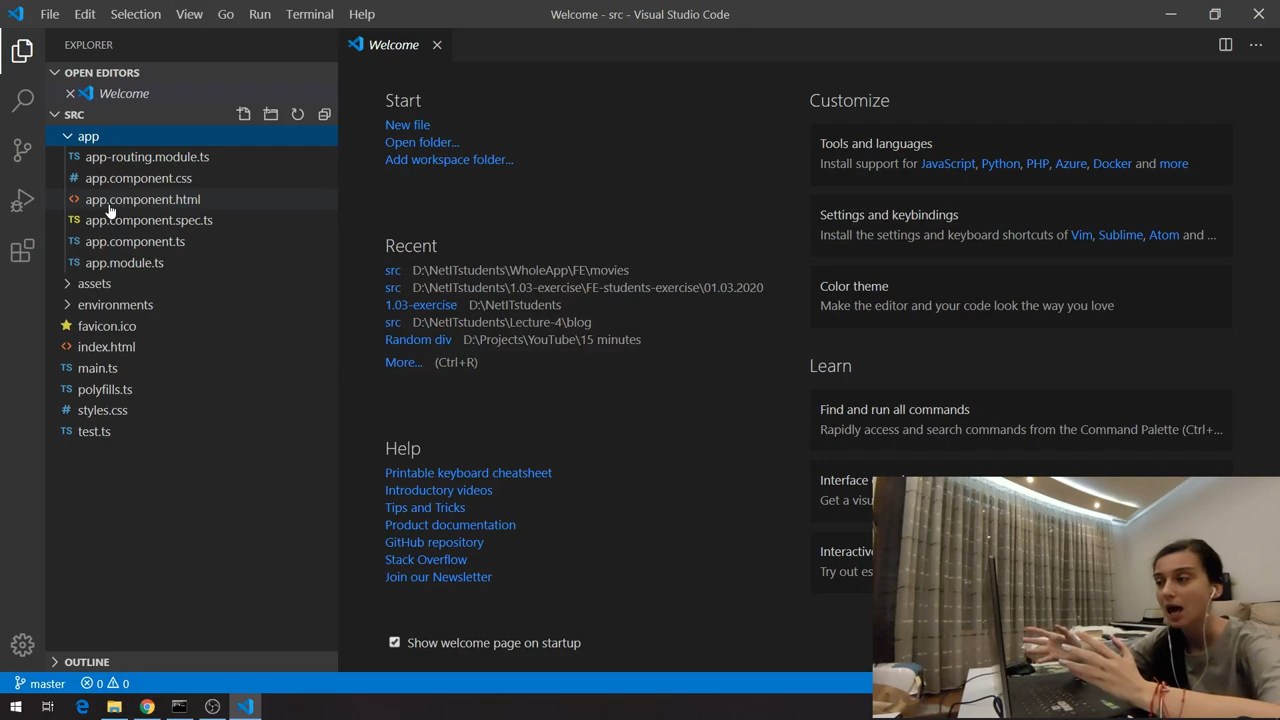 File Edit Selection View Go Run Terminal Help Welcome - src - Visual Studio Code
EXPLORER
OPEN EDITORS
Welcome
SRC
app
app-routing.module.ts
app.component.css
app.component.html
app.component.spec.ts
app.component.ts
app.module.ts
assets
environments
favicon.ico
index.html
main.ts
polyfills.ts
styles.css
test.ts
OUTLINE
Welcome
Start
New file
Open folder...
Add workspace folder...
Recent
src D:\NetITstudents\WholeApp\FE\movies
src D:\NetITstudents\1.03-exercise\FE-students-exercise\01.03.2020
1.03-exercise D:\NetITstudents
src D:\NetITstudents\Lecture-4\blog
Random div D:\Projects\YouTube\15 minutes
More... (Ctrl+R)
Help
Printable keyboard cheatsheet
Introductory videos
Tips and Tricks
Product documentation
GitHub repository
Stack Overflow
Join our Newsletter
Show welcome page on startup
Customize
Tools and languages
Install support for JavaScript, Python, PHP, Azure, Docker and more
Settings and keybindings
Install the settings and keyboard shortcuts of Vim, Sublime, Atom and ...
Color theme
Make the editor and your code look the way you love
Learn
Find and run all commands
Rapidly access and search commands from the Command Palette (Ctrl+...
Interface
Get a
Try out
master 0 0